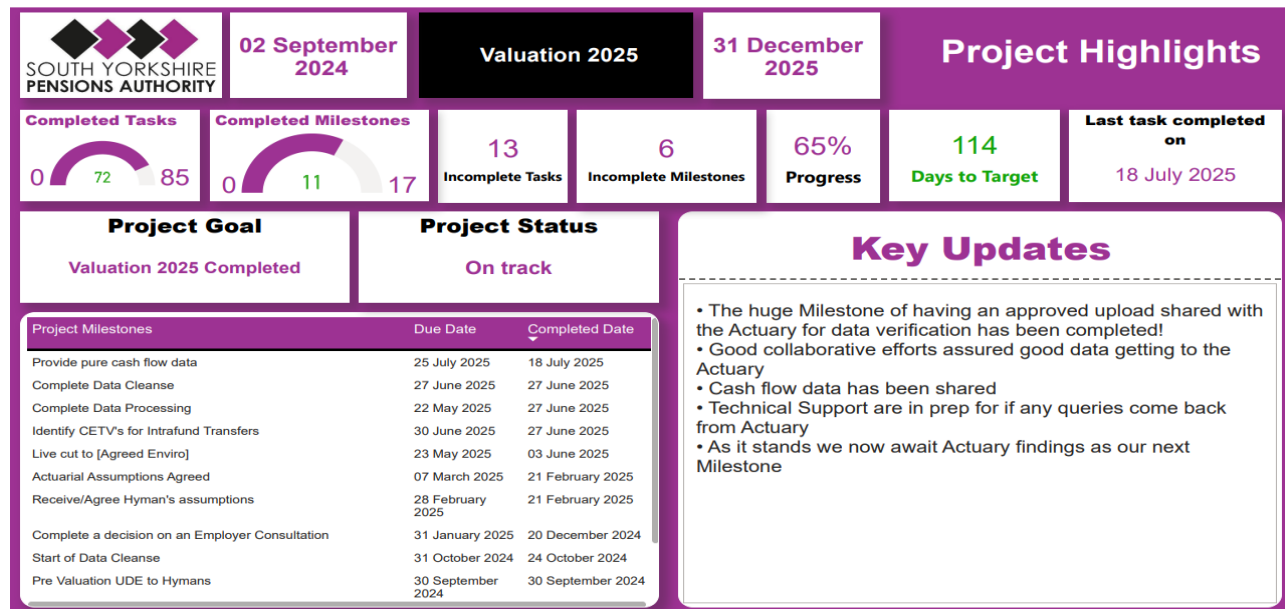 SOUTH YORKSHIRE
PENSIONS AUTHORITY
02 September
2024
Valuation 2025
31 December
2025
Project Highlights
Completed Tasks
0
72
85
Completed Milestones
0
11
17
13
Incomplete Tasks
6
Incomplete Milestones
65%
Progress
114
Days to Target
Last task completed
on
18 July 2025
Project Goal
Valuation 2025 Completed
Project Status
On track
Project Milestones Due Date Completed Date
Provide pure cash flow data 25 July 2025 18 July 2025
Complete Data Cleanse 27 June 2025 27 June 2025
Complete Data Processing 22 May 2025 27 June 2025
Identify CETV's for Intrafund Transfers 30 June 2025 27 June 2025
Live cut to [Agreed Enviro] 23 May 2025 03 June 2025
Actuarial Assumptions Agreed 07 March 2025 21 February 2025
Receive/Agree Hyman's assumptions 28 February 21 February 2025
2025
Complete a decision on an Employer Consultation 31 January 2025 20 December 2024
Start of Data Cleanse 31 October 2024 24 October 2024
Pre Valuation UDE to Hymans 30 September 30 September 2024
2024
Key Updates
• The huge Milestone of having an approved upload shared with
the Actuary for data verification has been completed!
• Good collaborative efforts assured good data getting to the
Actuary
• Cash flow data has been shared
• Technical Support are in prep for if any queries come back
from Actuary
• As it stands we now await Actuary findings as our next
Milestone